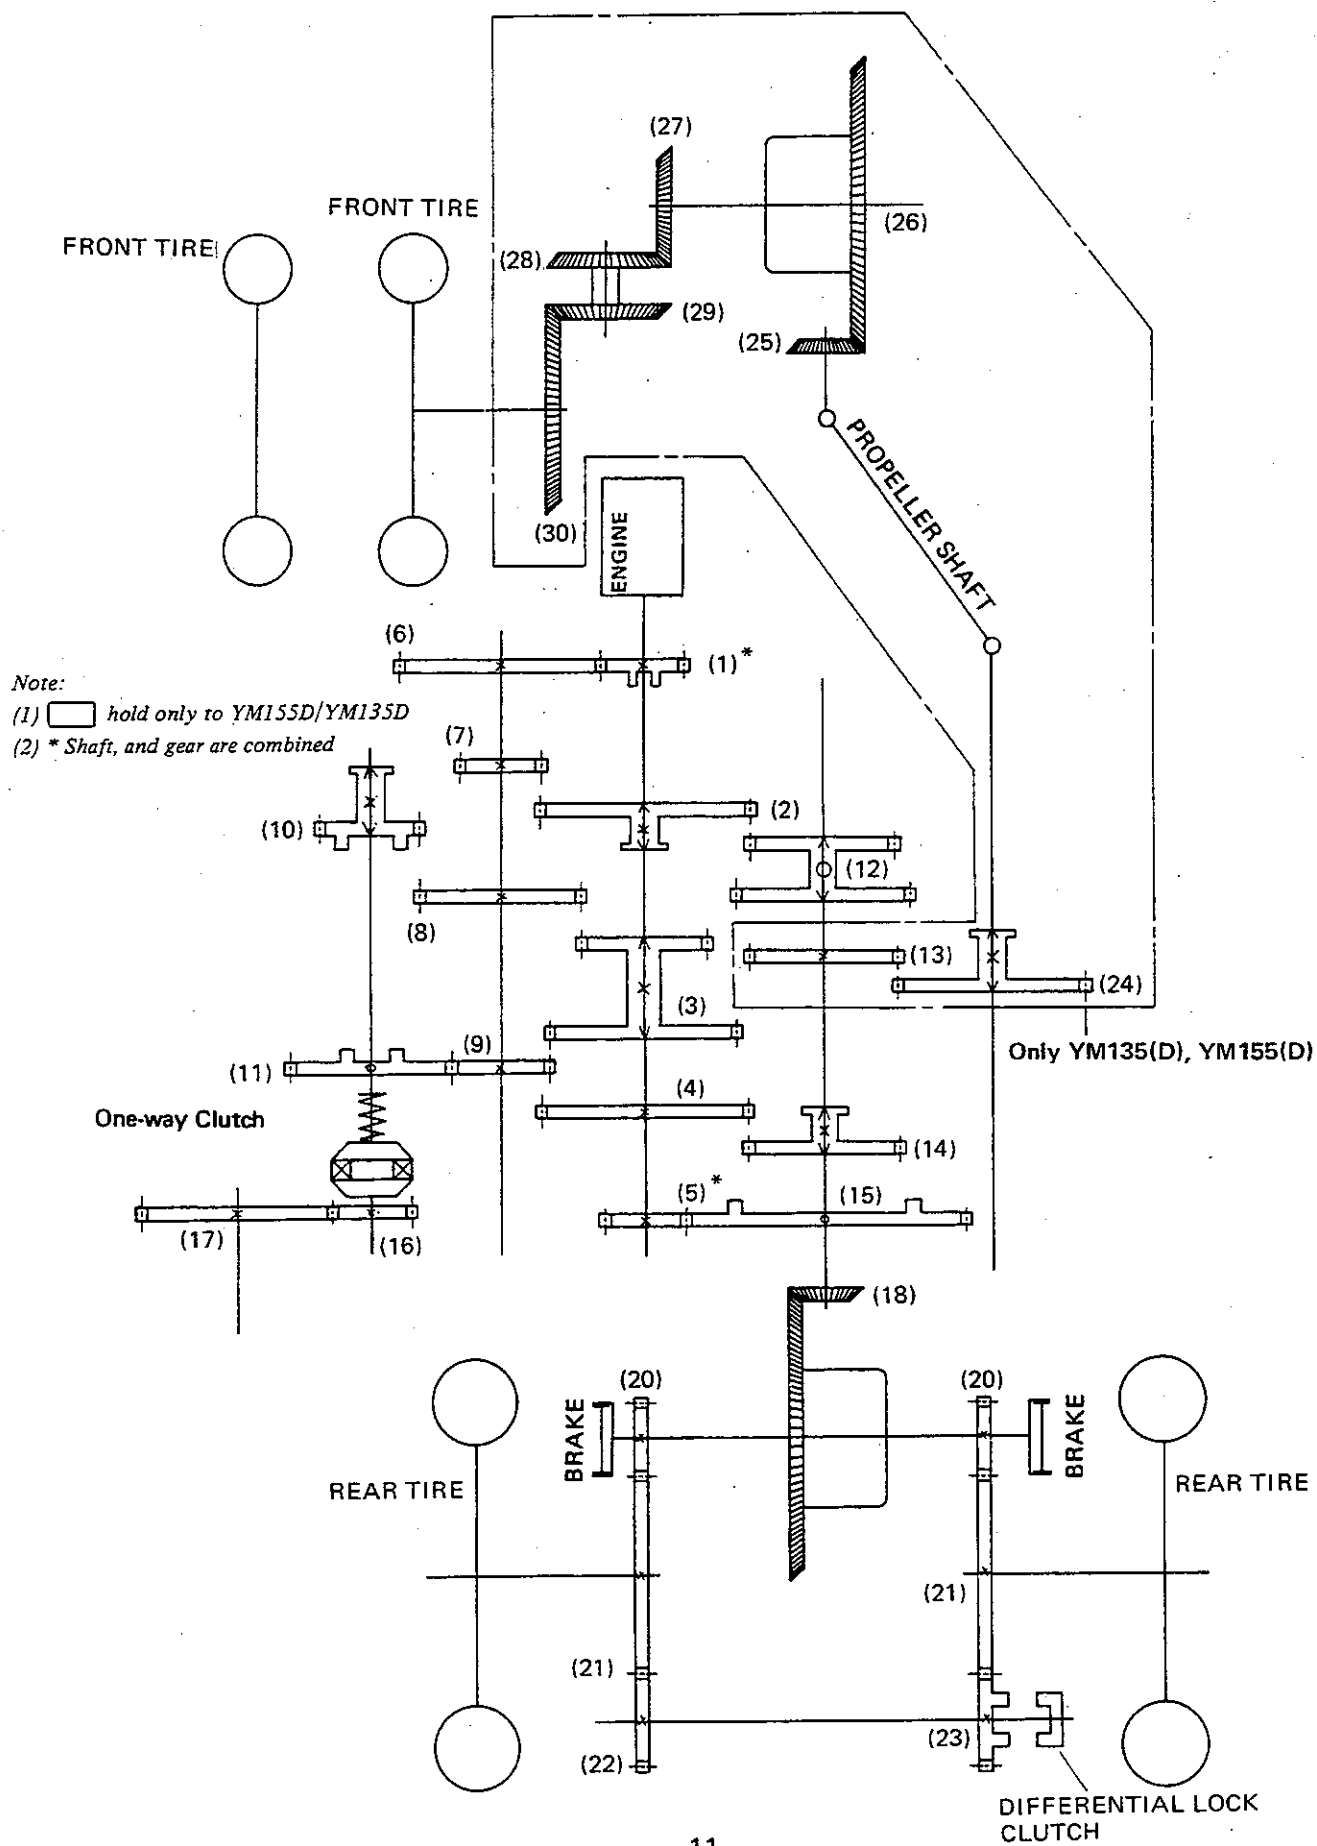 (27)
FRONT TIRE
(26)
FRONT TIRE
(28)
(29)
(25)
PROPELLER SHAFT
(30)
ENGINE
(6)
(1)*
Note:
(1) hold only to YM155D/YM135D
(2) * Shaft, and gear are combined
(7)
(2)
(10)
(12)
(8)
(13)
(24)
(3)
Only YM135(D), YM155(D)
(9)
(11)
(4)
One-way Clutch
(14)
(5)*
(15)
(17)
(16)
(18)
(20)
(20)
BRAKE
BRAKE
REAR TIRE
REAR TIRE
(21)
(21)
(23)
(22)
DIFFERENTIAL LOCK
CLUTCH
11